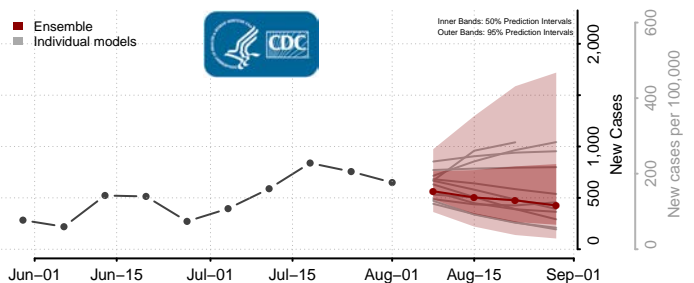 Ensemble
Individual models
CDC
Inner Bands: 50% Prediction Intervals
Outer Bands: 95% Prediction Intervals
2,000
1,000
500
0
New Cases
600
400
200
0
New cases per 100,000
Jun−01
Jun−15
Jul−01
Jul−15
Aug−01
Aug−15
Sep−01